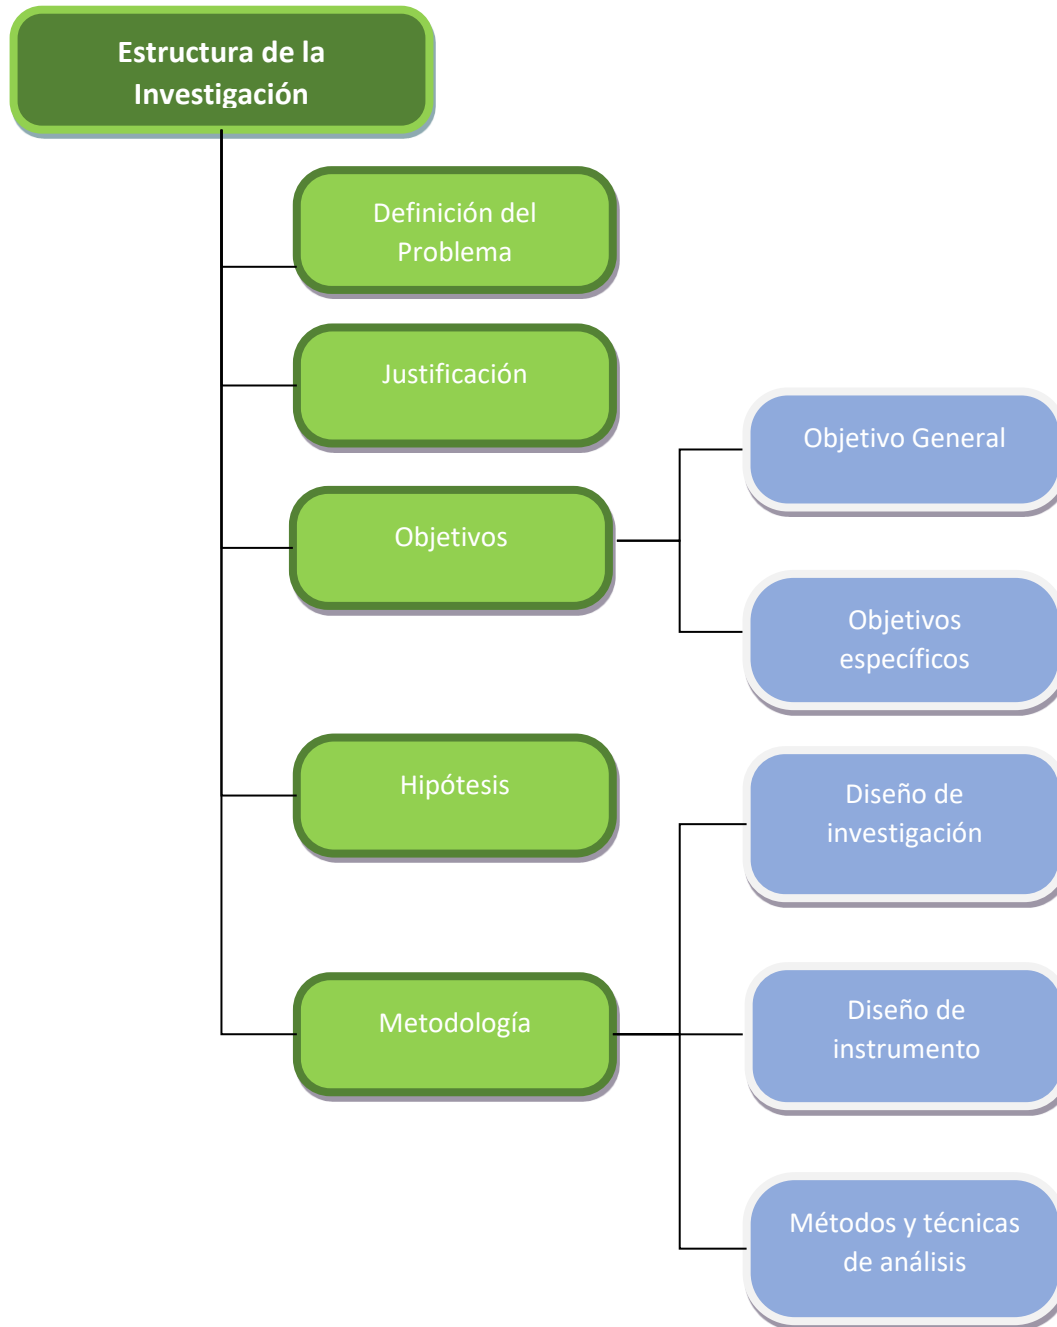 Estructura de la
Investigación
Definición del
Problema
Justificación
Objetivos
Objetivo General
Objetivos
específicos
Hipótesis
Metodología
Diseño de
investigación
Diseño de
instrumento
Métodos y técnicas
de análisis